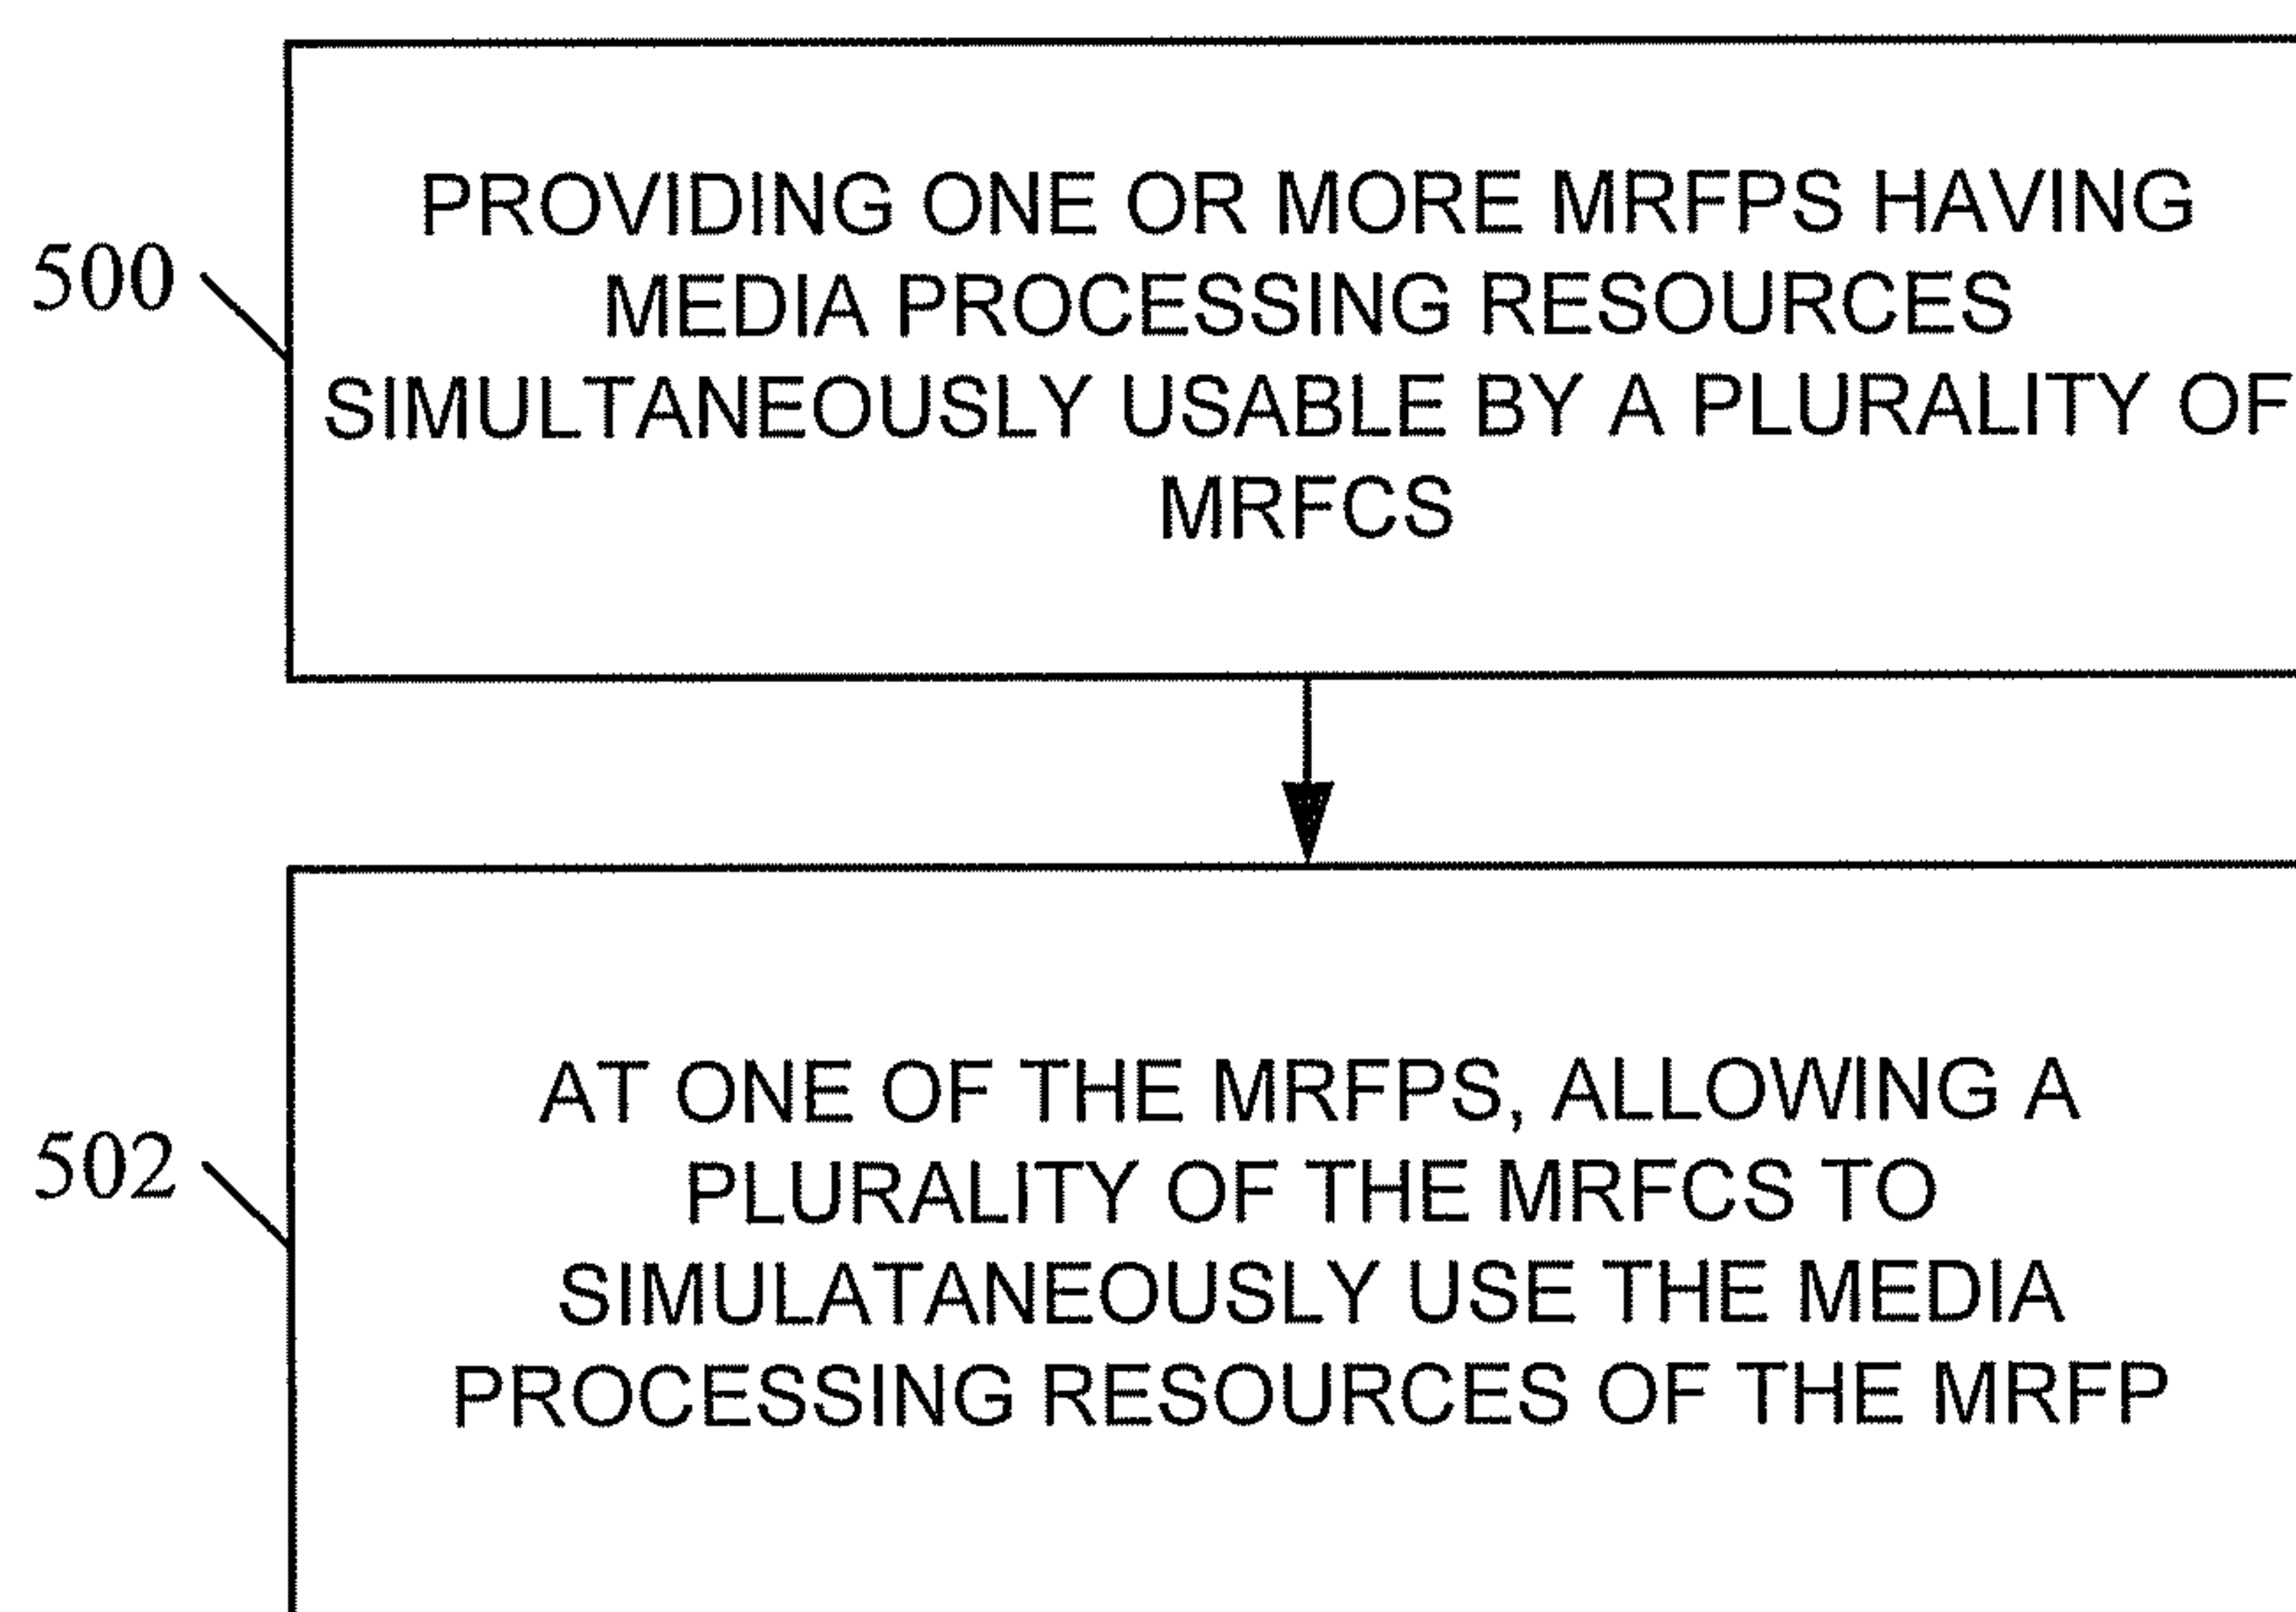 PROVIDING ONE OR MORE MRFPS HAVING
500
MEDIA PROCESSING RESOURCES
SIMULTANEOUSLY USABLE BY A PLURALITY OF
MRFCS
AT ONE OF THE MRFPS, ALLOWING A
502
PLURALITY OF THE MRFCS TO
SIMULATANEOUSLY USE THE MEDIA
PROCESSING RESOURCES OF THE MRFP